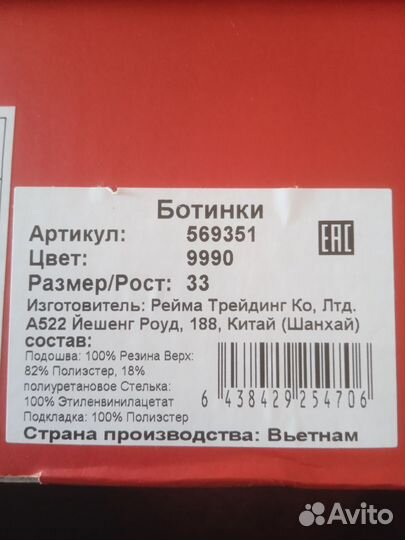 Ботинки
Артикул: 569351
Цвет: 9990
Размер/Рост: 33
EAC
Изготовитель: Рейма Трейдинг Ко, Лтд.
А522 Йешенг Роуд, 188, Китай (Шанхай)
состав:
Подошва: 100% Резина Верх:
82% Полиэстер, 18%
полиуретановое Стелька:
100% Этиленвинилацетат
Подкладка: 100% Полиэстер
6 438429 254706
Страна производства: Вьетнам
Avito